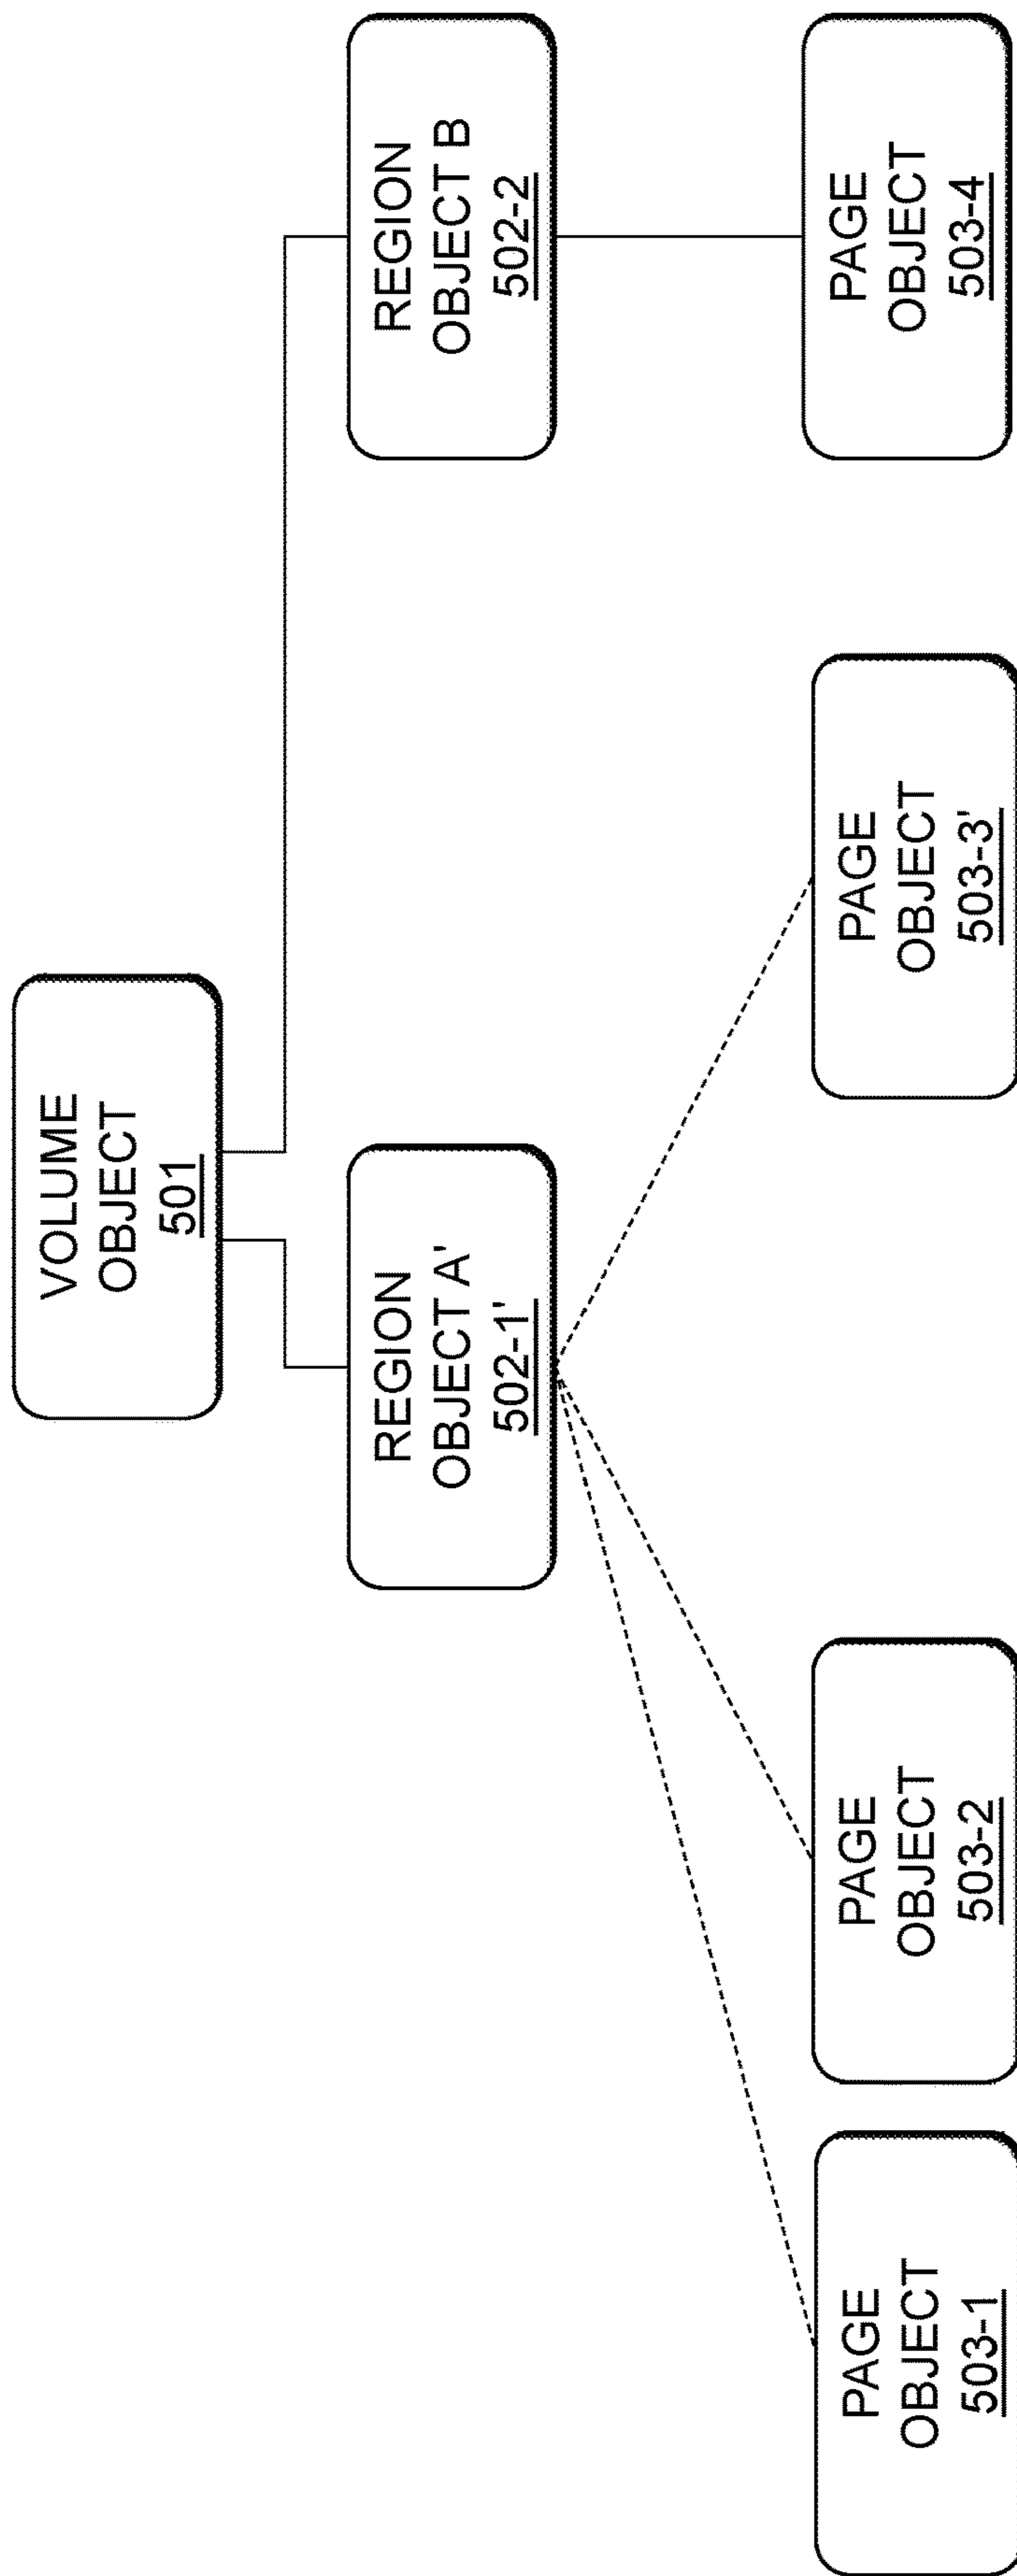 VOLUME
OBJECT
501
REGION
OBJECT A'
502-1'
REGION
OBJECT B
502-2
PAGE
OBJECT
503-1
PAGE
OBJECT
503-2
PAGE
OBJECT
503-3'
PAGE
OBJECT
503-4